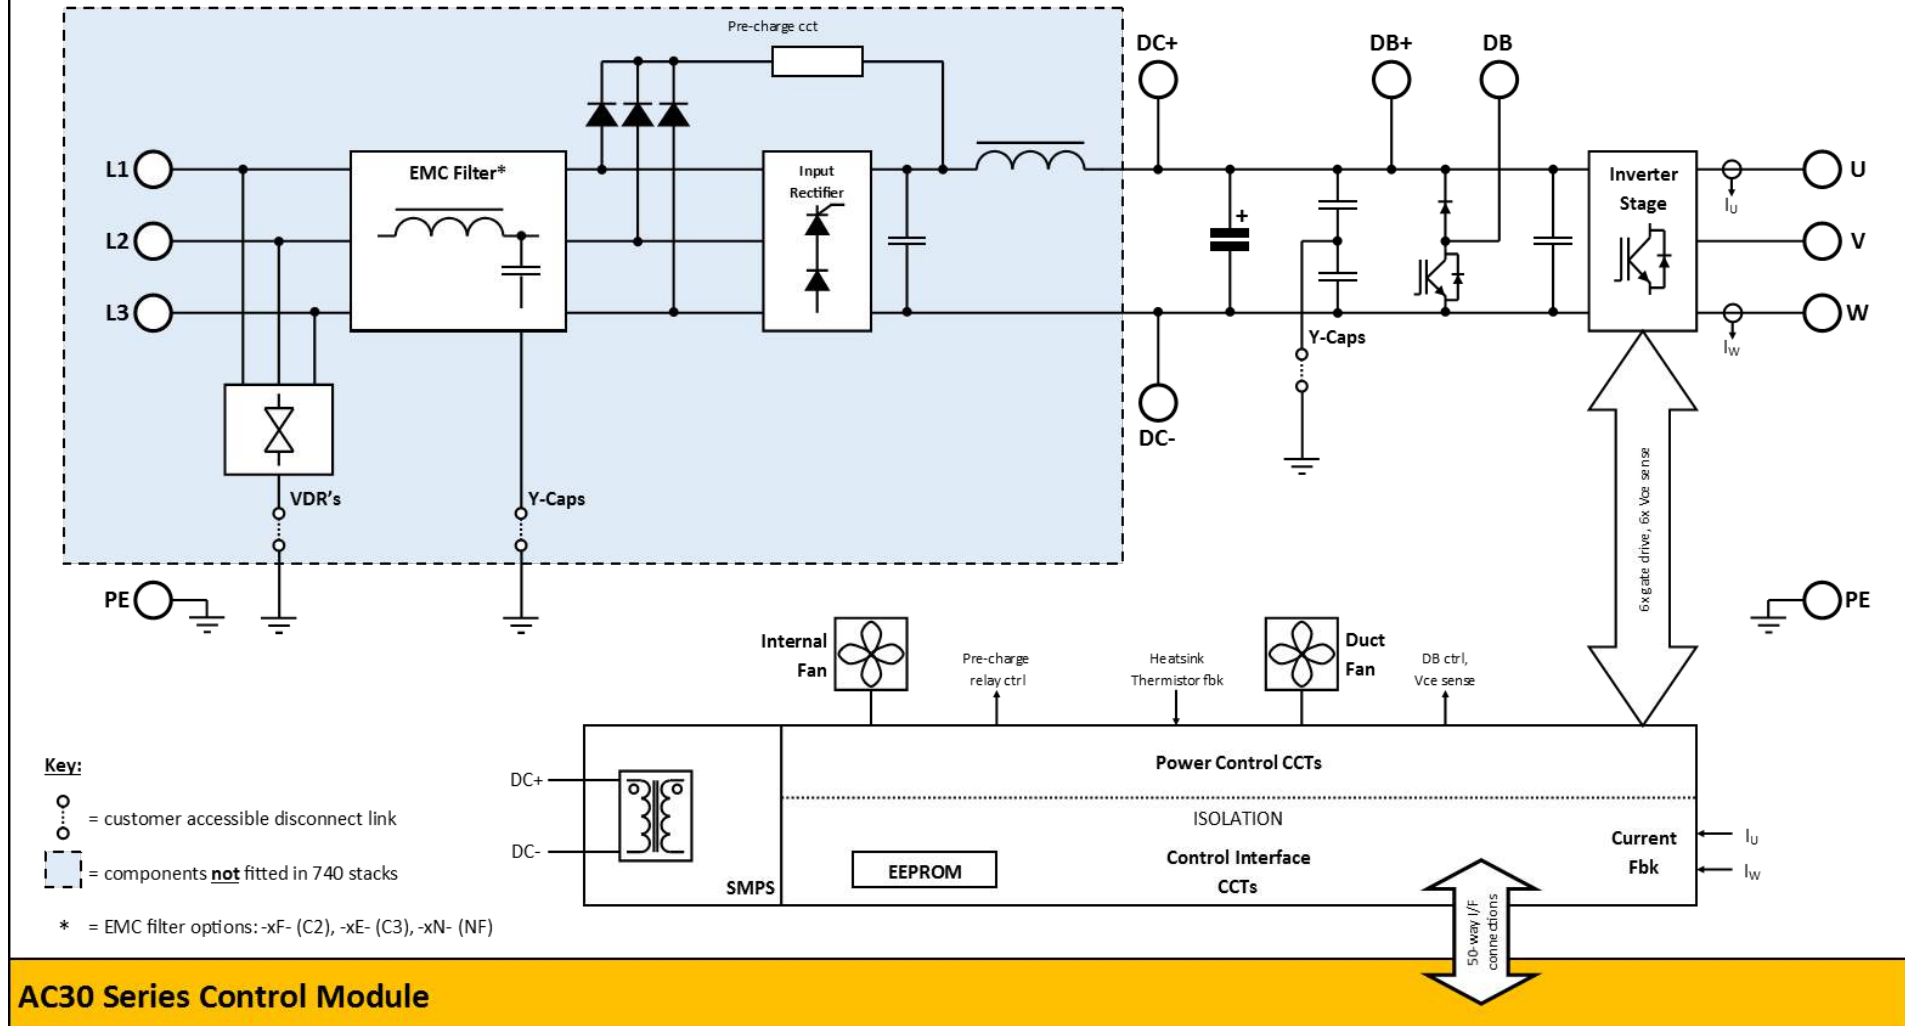 Pre-charge cct
DC+
DB+
DB
L1
EMC Filter*
Input
Rectifier
Inverter
Stage
U
IU
+
L2
V
L3
W
IW
Y-Caps
DC-
VDR's
Y-Caps
6x gate drive, 6x Vce sense
PE
PE
Internal
Fan
Pre-charge
relay ctrl
Heatsink
Thermistor fbk
Duct
Fan
DB ctrl,
Vce sense
Key:
= customer accessible disconnect link
= components not fitted in 740 stacks
* = EMC filter options: -xF- (C2), -xE- (C3), -xN- (NF)
DC+
DC-
SMPS
Power Control CCTs
ISOLATION
EEPROM
Control Interface
CCTs
Current
Fbk
IU
IW
50-way I/F
connections
AC30 Series Control Module